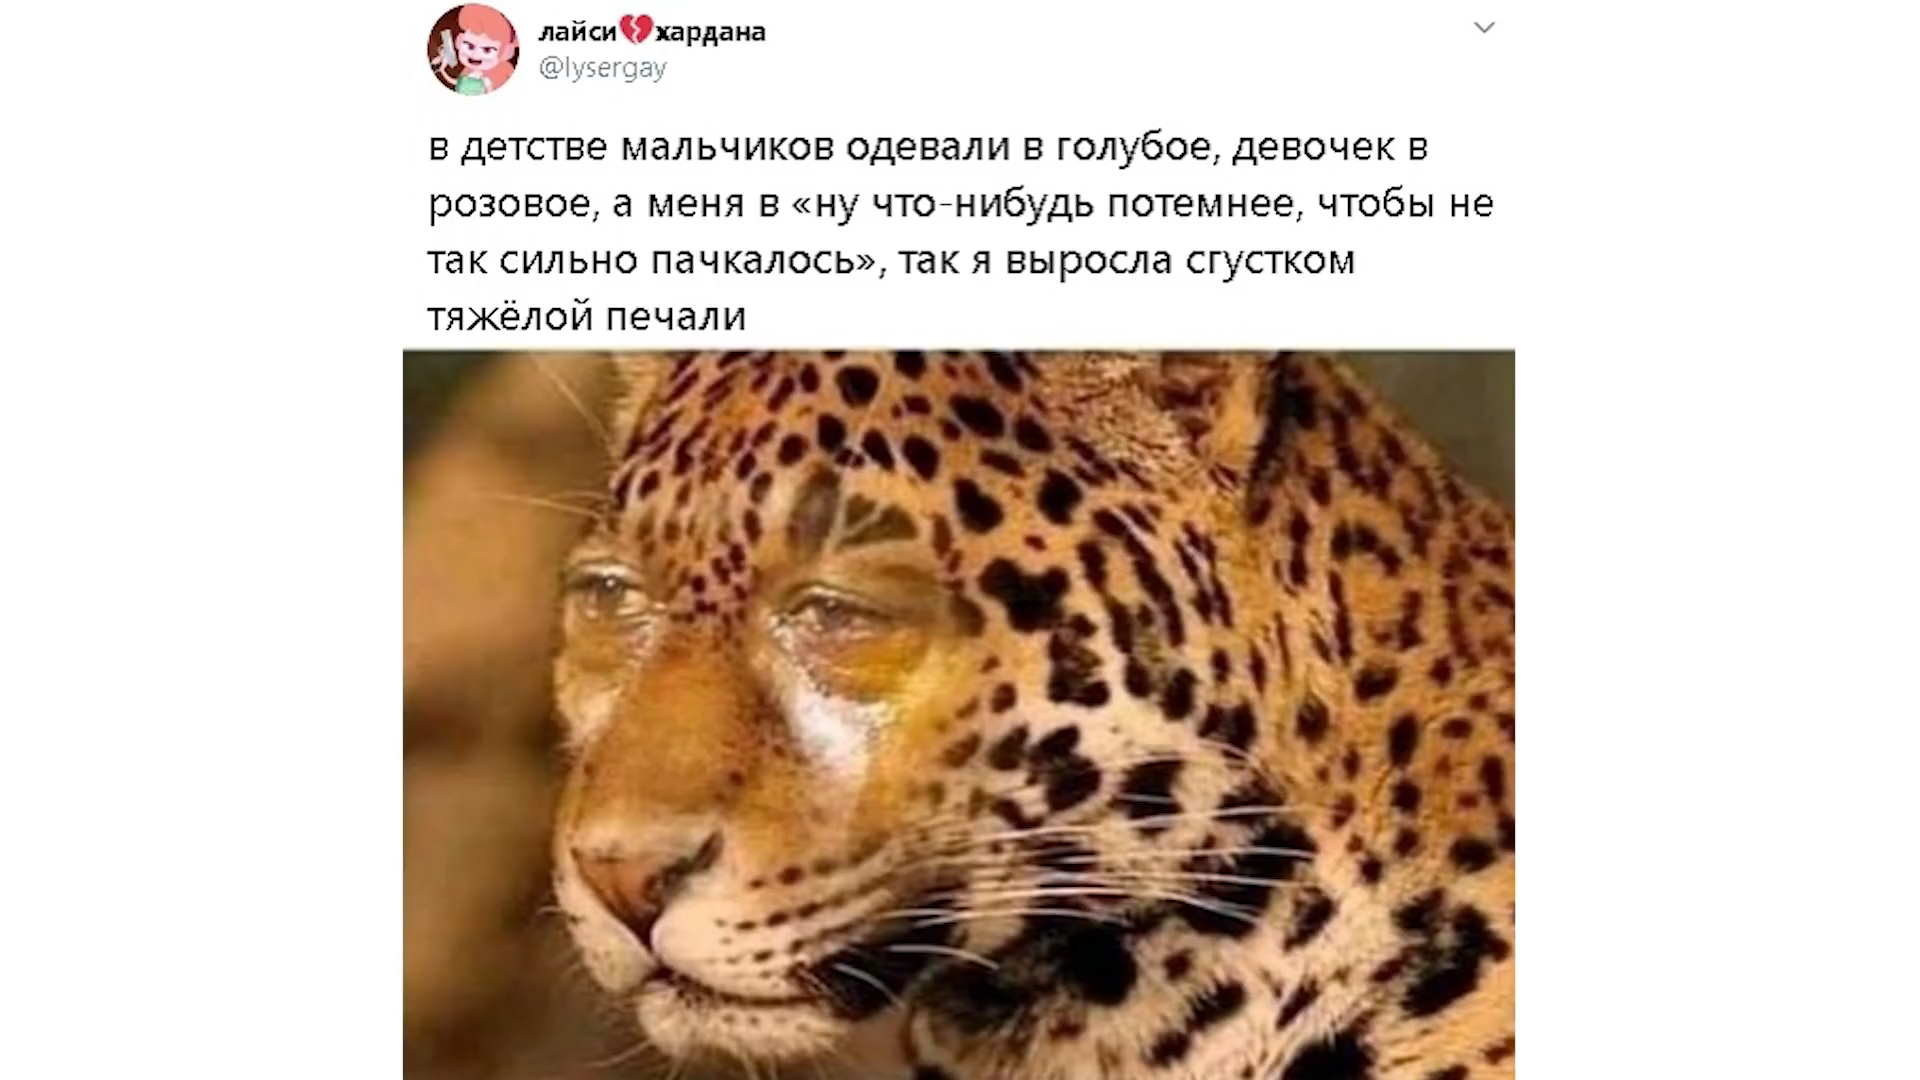 лайси💔хардана
@lysergay
в детстве мальчиков одевали в голубое, девочек в
розовое, а меня в «ну что-нибудь потемнее, чтобы не
так сильно пачкалось», так я выросла сгустком
тяжёлой печали